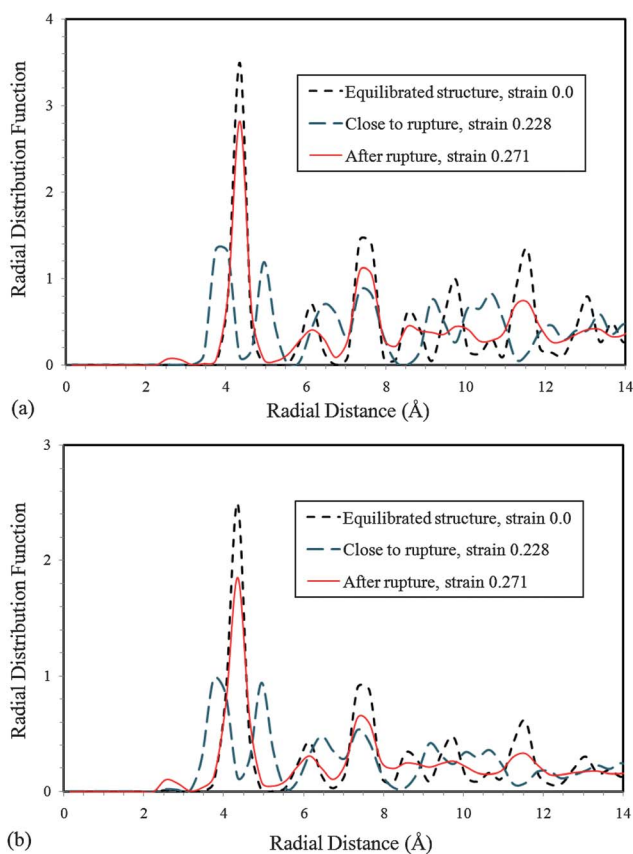 4
3
2
1
0
Radial Distribution Function
Equilibrated structure, strain 0.0
Close to rupture, strain 0.228
After rupture, strain 0.271
0 2 4 6 8 10 12 14
Radial Distance (Å)
(a)
3
2
1
0
Radial Distribution Function
Equilibrated structure, strain 0.0
Close to rupture, strain 0.228
After rupture, strain 0.271
0 2 4 6 8 10 12 14
Radial Distance (Å)
(b)